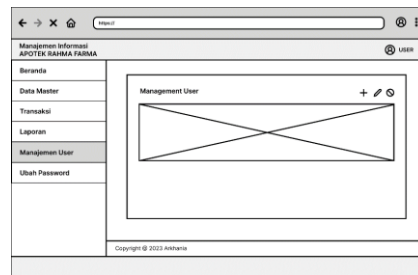 https://
Manajemen Informasi
APOTEK RAHMA FARMA
USER
Beranda
Data Master
Transaksi
Laporan
Manajemen User
Ubah Password
Management User
Copyright @ 2023 Arkhania